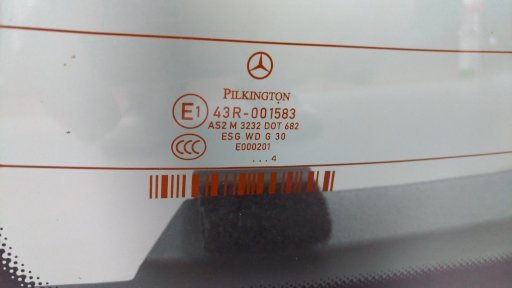 PILKINGTON
E1 43R-001583
AS2 M 3232 DOT 682
ESG WD G 30
CCC E000201
...4